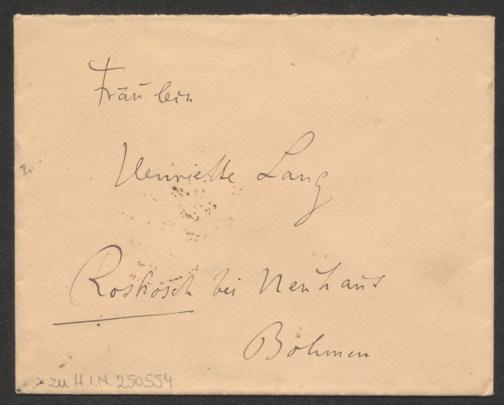 Fräulein
Henriette Lang
Roskosch bei Neuhaus
Böhmen
zu H.I.N. 250554